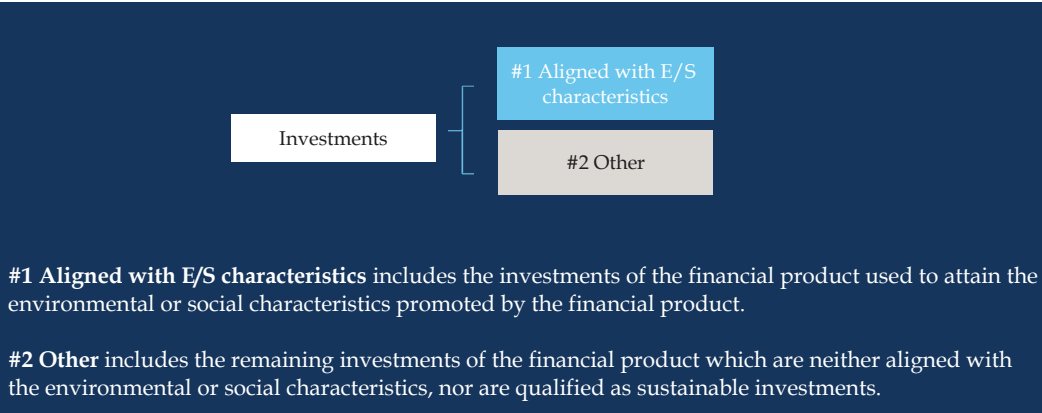 #1 Aligned with E/S
characteristics
Investments
#2 Other
#1 Aligned with E/S characteristics includes the investments of the financial product used to attain the
environmental or social characteristics promoted by the financial product.
#2 Other includes the remaining investments of the financial product which are neither aligned with
the environmental or social characteristics, nor are qualified as sustainable investments.